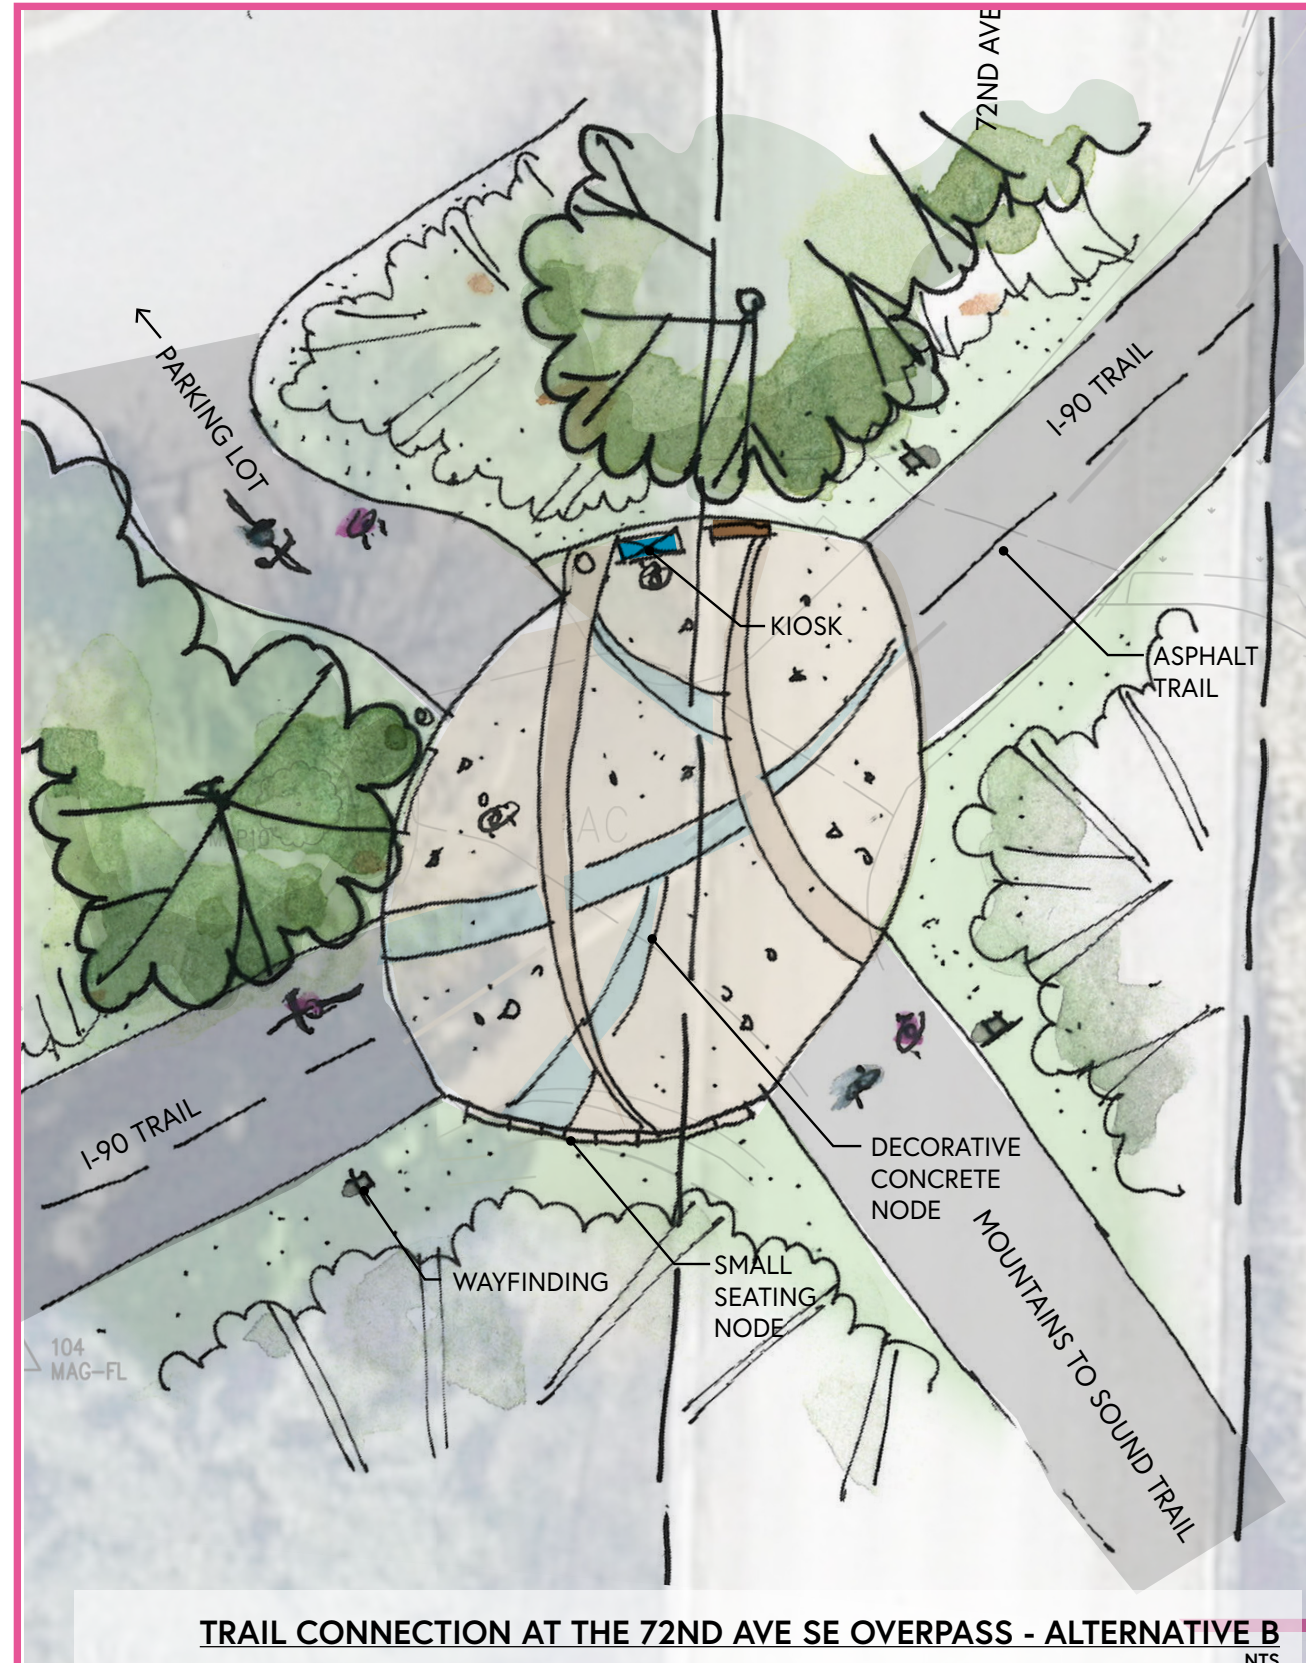 72ND AVE
PARKING LOT
I-90 TRAIL
KIOSK
ASPHALT
TRAIL
AC
I-90 TRAIL
DECORATIVE
CONCRETE
NODE
WAYFINDING
SMALL
SEATING
NODE
MOUNTAINS TO SOUND TRAIL
104
MAG-FL
TRAIL CONNECTION AT THE 72ND AVE SE OVERPASS - ALTERNATIVE B
NTS